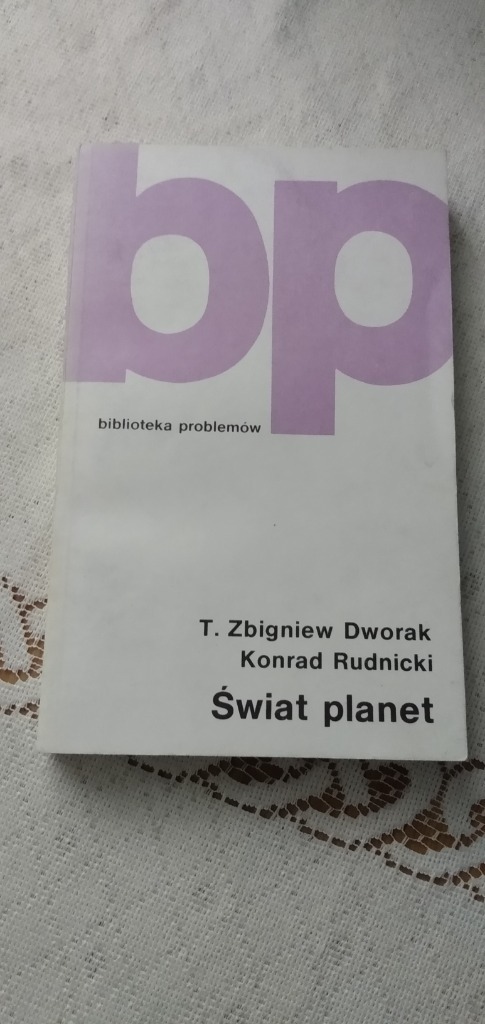 bp
biblioteka problemów
T. Zbigniew Dworak
Konrad Rudnicki
Świat planet